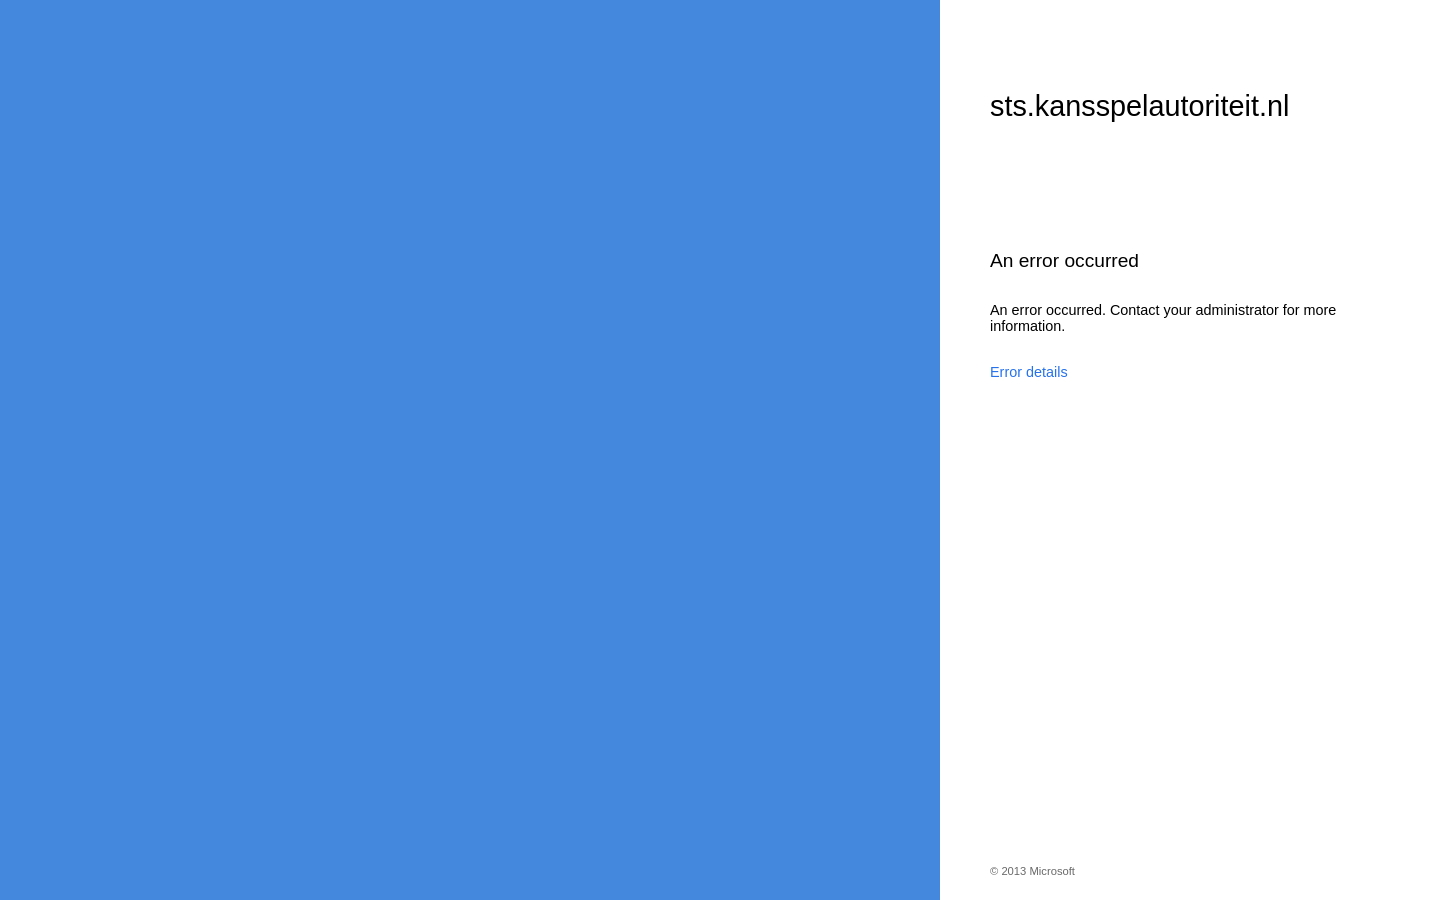 sts.kansspelautoriteit.nl
An error occurred
An error occurred. Contact your administrator for more
information.
Error details
© 2013 Microsoft